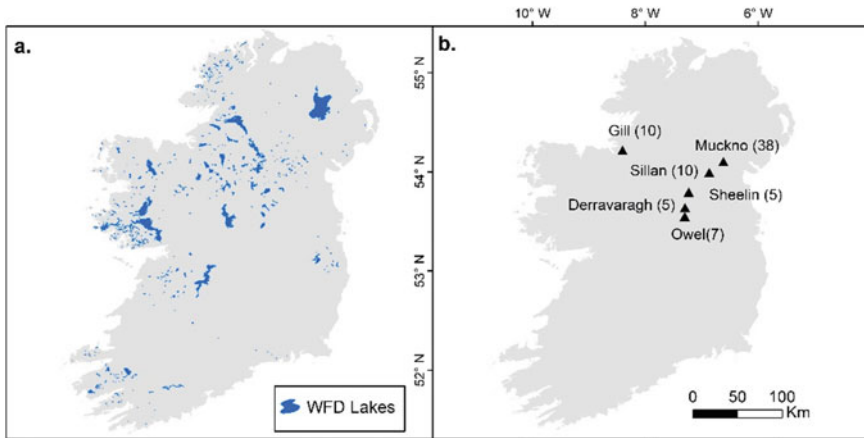 a.
WFD Lakes
10° W
8° W
6° W
b.
55° N
54° N
53° N
52° N
Gill (10)
Muckno (38)
Sillan (10)
Sheelin (5)
Derravaragh (5)
Owel(7)
0 25 50 100
Km